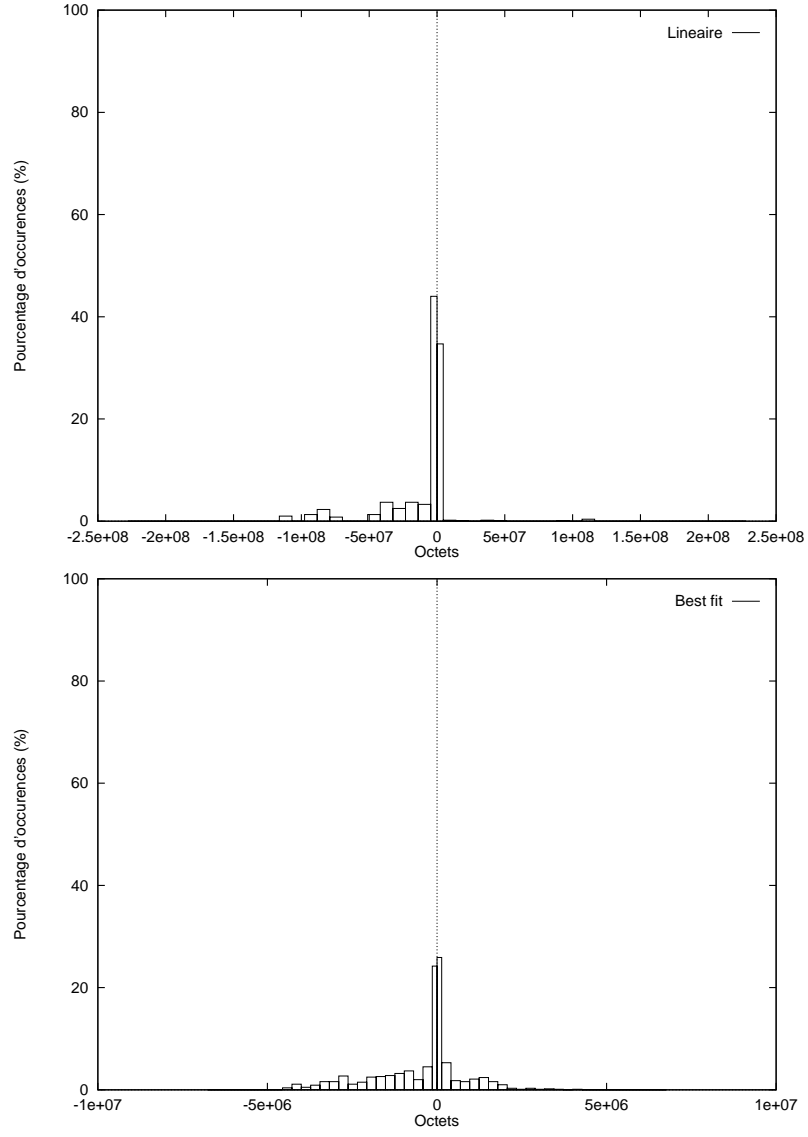 100
80
60
40
20
0
Pourcentage d'occurences (%)
Lineaire
-2.5e+08 -2e+08 -1.5e+08 -1e+08 -5e+07 0 5e+07 1e+08 1.5e+08 2e+08 2.5e+08
Octets
100
80
60
40
20
0
Pourcentage d'occurences (%)
Best fit
-1e+07 -5e+06 0 5e+06 1e+07
Octets